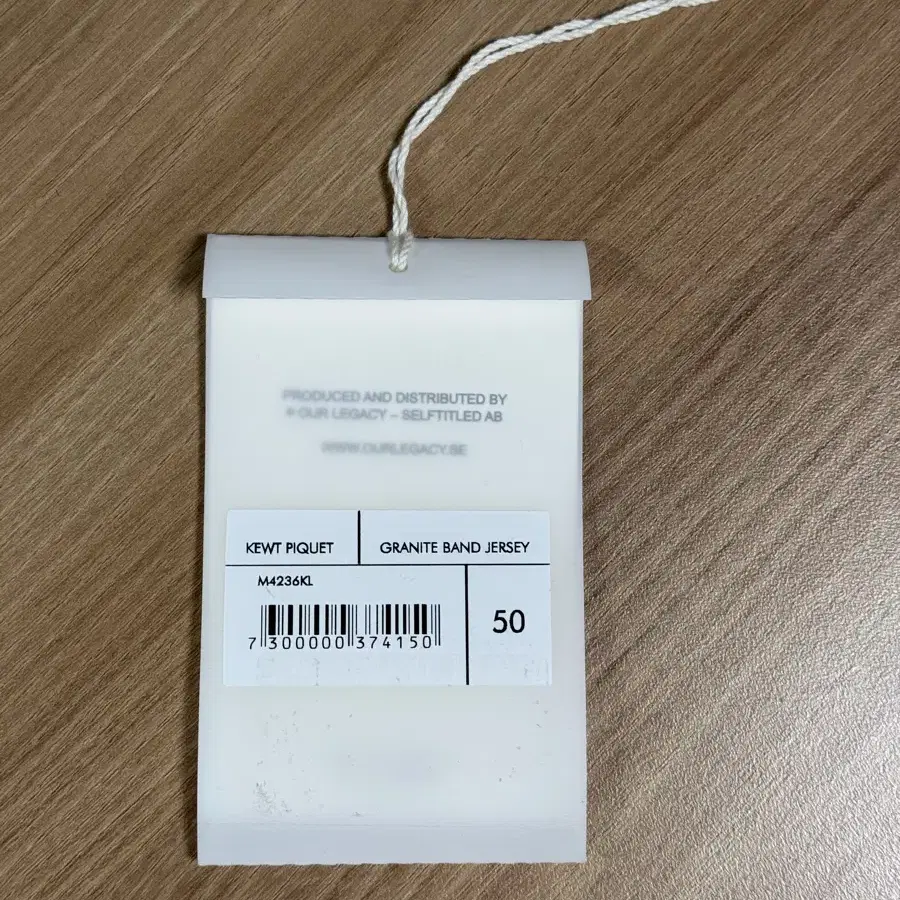 PRODUCED AND DISTRIBUTED BY
® OUR LEGACY – SELFTITLED AB
WWW.OURLEGACY.SE
KEWT PIQUET
GRANITE BAND JERSEY
M4236KL
50
7 300000 374150